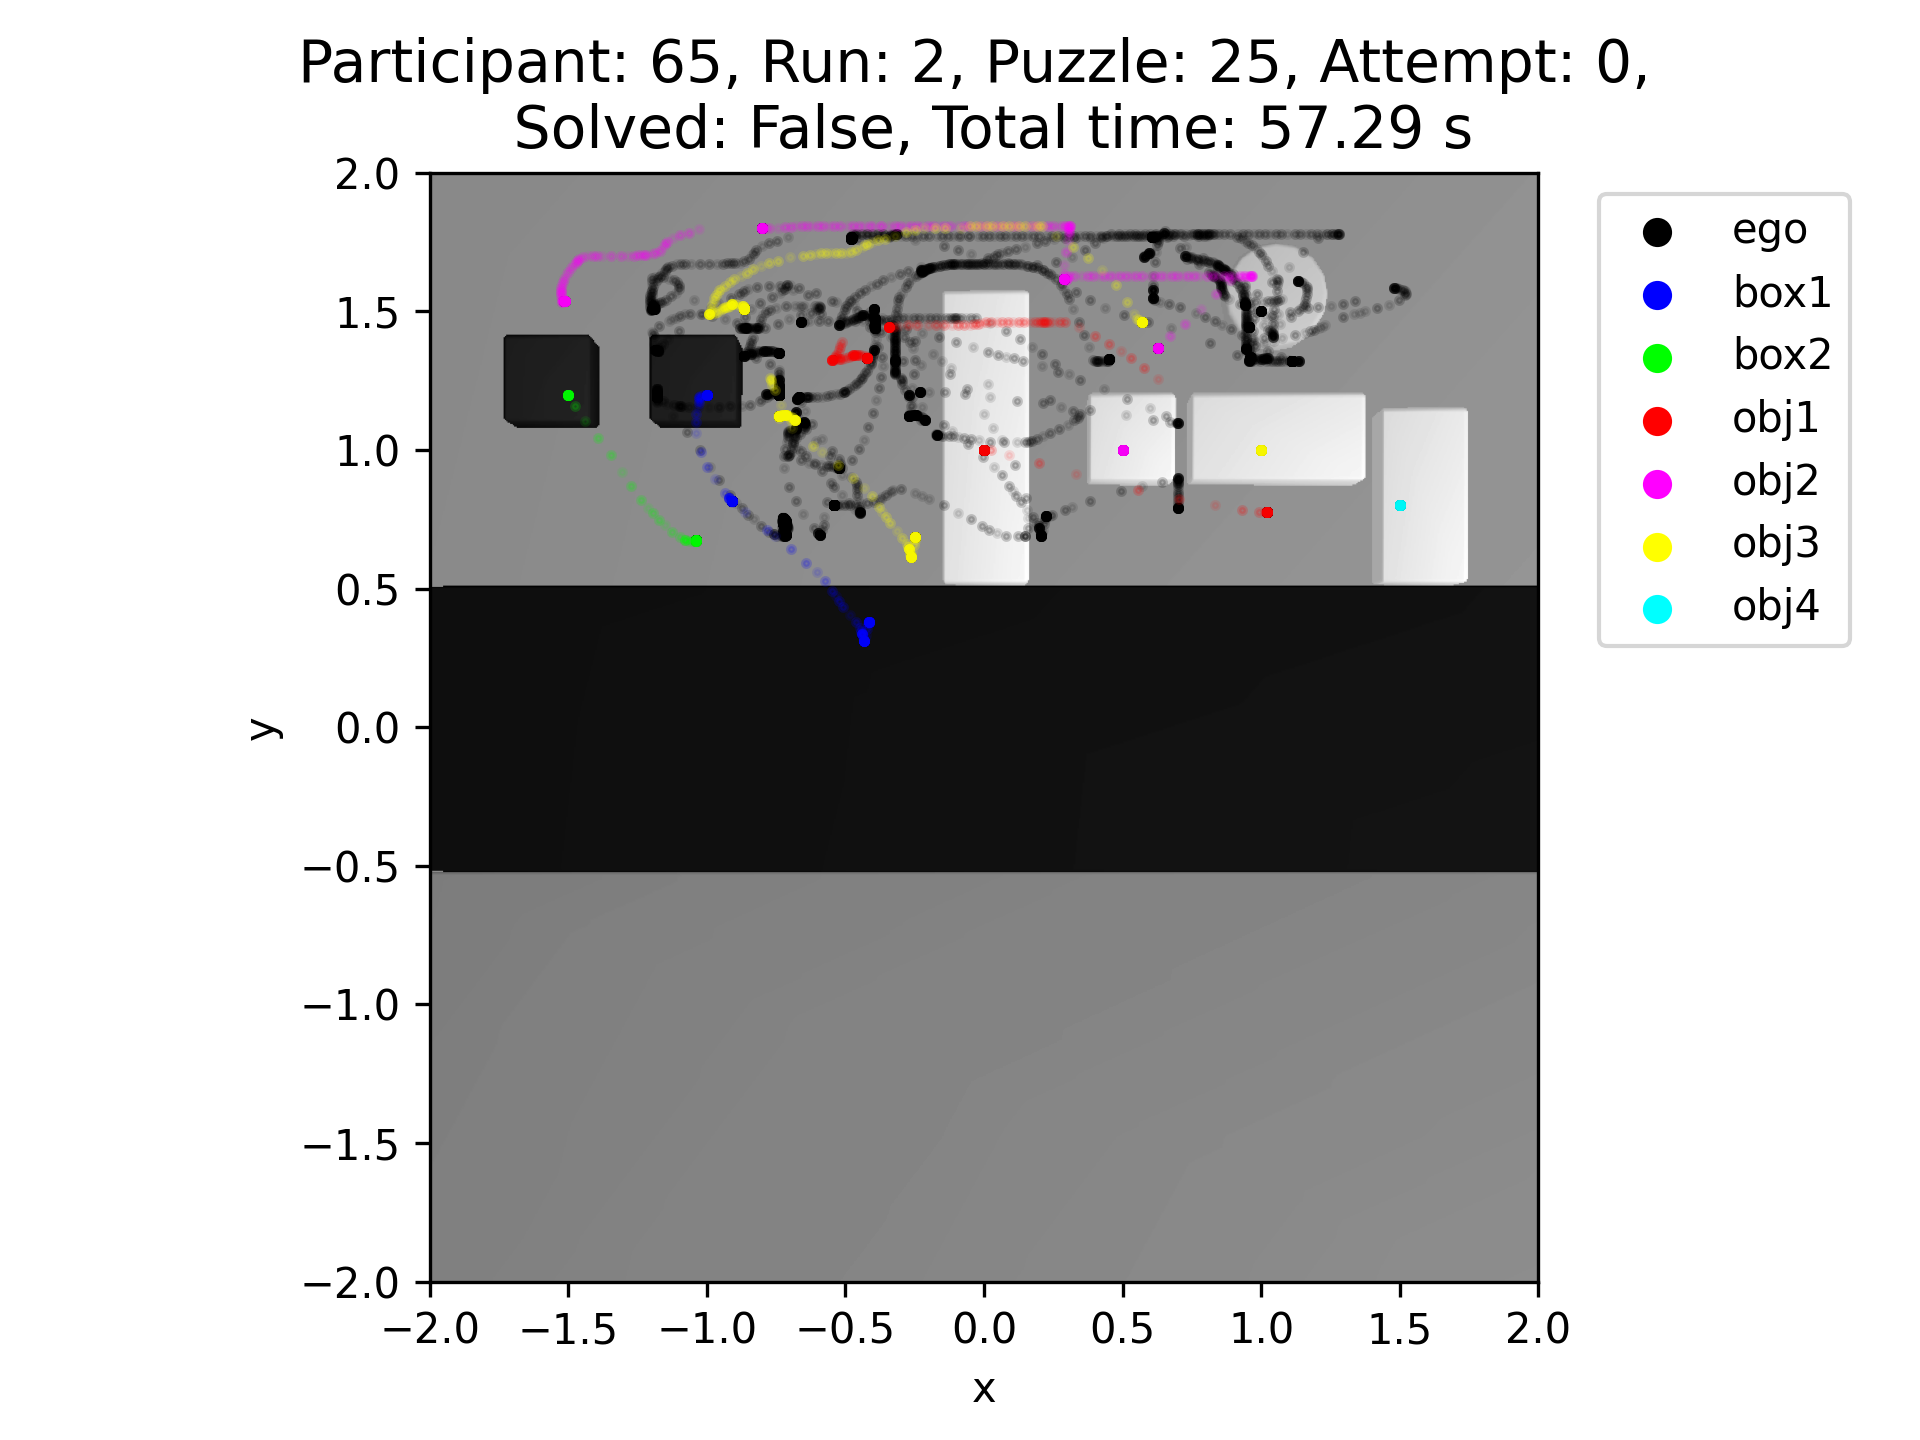 Participant: 65, Run: 2, Puzzle: 25, Attempt: 0,
Solved: False, Total time: 57.29 s
2.0
1.5
1.0
0.5
0.0
−0.5
−1.0
−1.5
−2.0
y
−2.0 −1.5 −1.0 −0.5 0.0 0.5 1.0 1.5 2.0
x
ego
box1
box2
obj1
obj2
obj3
obj4